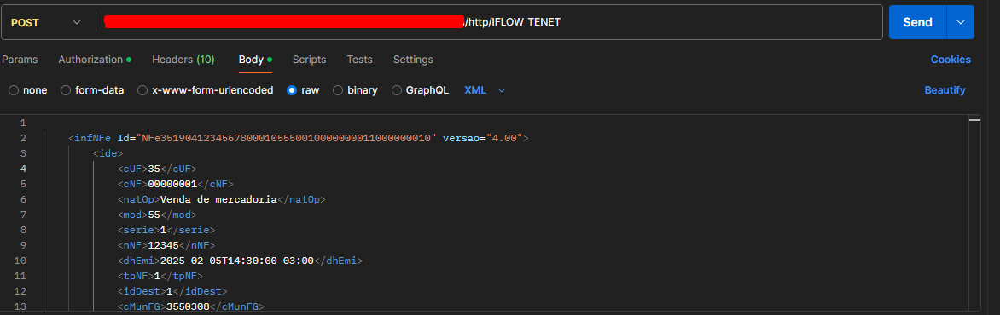 POST /http/IFLOW_TENET Send
Params Authorization Headers (10) Body Scripts Tests Settings Cookies
none form-data x-www-form-urlencoded raw binary GraphQL XML Beautify
1
2 <infNFe Id="NFe35190412345678000105550010000000011000000010" versao="4.00">
3 <ide>
4 <cUF>35</cUF>
5 <cNF>00000001</cNF>
6 <natOp>Venda de mercadoria</natOp>
7 <mod>55</mod>
8 <serie>1</serie>
9 <nNF>12345</nNF>
10 <dhEmi>2025-02-05T14:30:00-03:00</dhEmi>
11 <tpNF>1</tpNF>
12 <idDest>1</idDest>
13 <cMunFG>3550308</cMunFG>